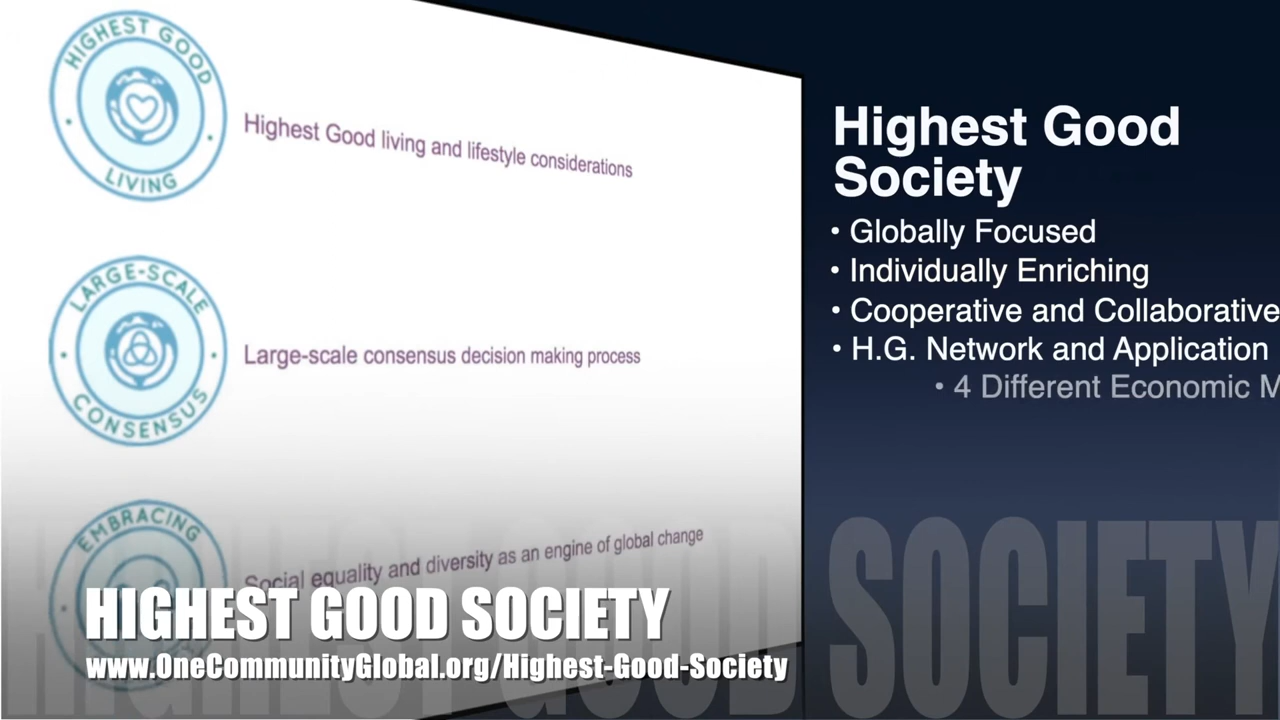 HIGHEST GOOD
LIVING
Highest Good living and lifestyle considerations
LARGE-SCALE
CONSENSUS
Large-scale consensus decision making process
EMBRACING
Social equality and diversity as an engine of global change
Highest Good
Society
• Globally Focused
• Individually Enriching
• Cooperative and Collaborative
• H.G. Network and Application
• 4 Different Economic
HIGHEST GOOD SOCIETY
HIGHEST GOOD SOCIETY
www.OneCommunityGlobal.org/Highest-Good-Society